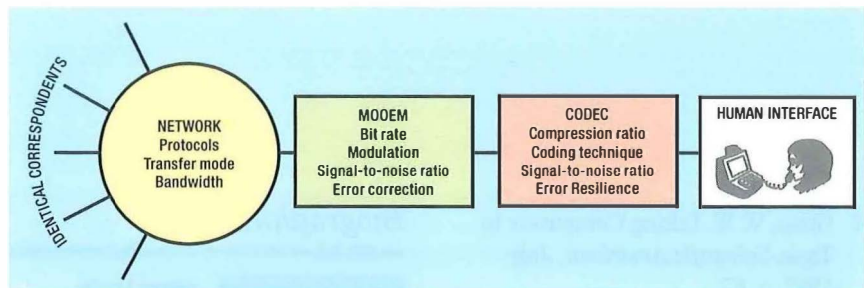 IDENTICAL CORRESPONDENTS
NETWORK
Protocols
Transfer mode
Bandwidth
MOOEM
Bit rate
Modulation
Signal-to-noise ratio
Error correction
CODEC
Compression ratio
Coding technique
Signal-to-noise ratio
Error Resilience
HUMAN INTERFACE